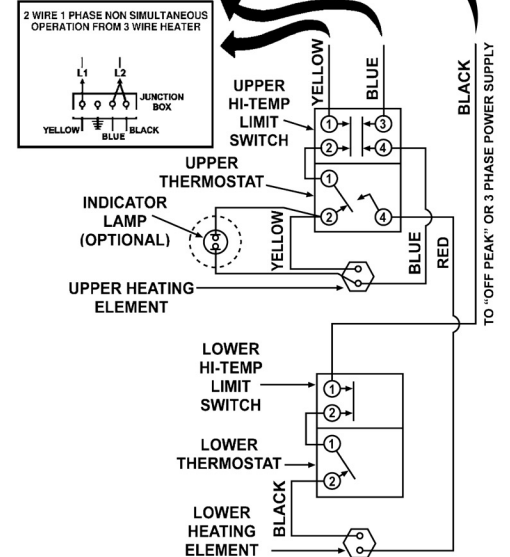 2 WIRE 1 PHASE NON SIMULTANEOUS
OPERATION FROM 3 WIRE HEATER
L1
L2
JUNCTION
BOX
YELLOW
BLUE
BLACK
YELLOW
BLUE
BLACK
TO "OFF PEAK" OR 3 PHASE POWER SUPPLY
UPPER
HI-TEMP
LIMIT
SWITCH
1
3
2
4
UPPER
THERMOSTAT
1
2
4
INDICATOR
LAMP
(OPTIONAL)
YELLOW
BLUE
RED
UPPER HEATING
ELEMENT
LOWER
HI-TEMP
LIMIT
SWITCH
1
2
LOWER
THERMOSTAT
1
2
BLACK
LOWER
HEATING
ELEMENT